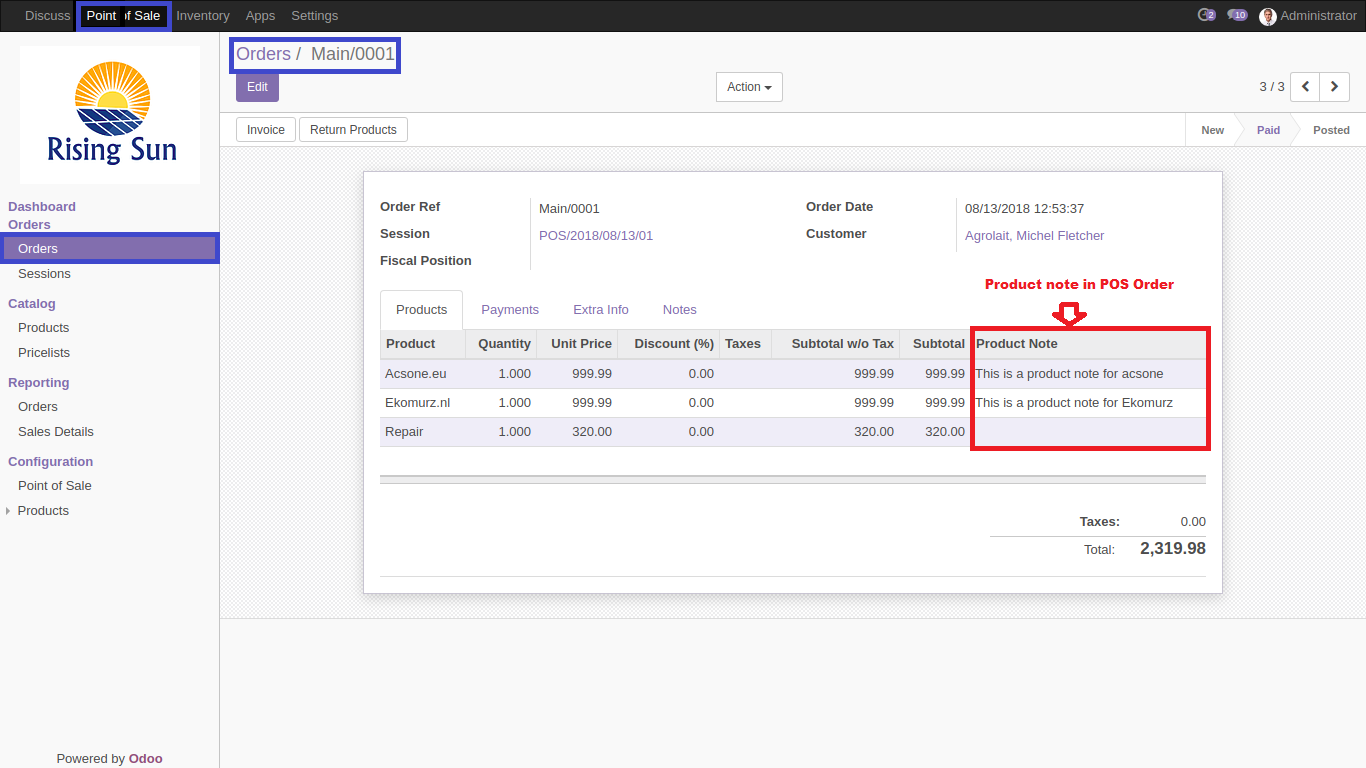 Discuss Point of Sale Inventory Apps Settings 2 10 Administrator
Orders / Main/0001
Edit Action 3 / 3
Invoice Return Products New Paid Posted
Rising Sun
Dashboard
Orders
Orders
Sessions
Catalog
Products
Pricelists
Reporting
Orders
Sales Details
Configuration
Point of Sale
Products
Powered by Odoo
Order Ref Main/0001 Order Date 08/13/2018 12:53:37
Session POS/2018/08/13/01 Customer Agrolait, Michel Fletcher
Fiscal Position
Product note in POS Order
Products Payments Extra Info Notes
Product Quantity Unit Price Discount (%) Taxes Subtotal w/o Tax Subtotal Product Note
Acsone.eu 1.000 999.99 0.00 999.99 999.99 This is a product note for acsone
Ekomurz.nl 1.000 999.99 0.00 999.99 999.99 This is a product note for Ekomurz
Repair 1.000 320.00 0.00 320.00 320.00
Taxes: 0.00
Total: 2,319.98